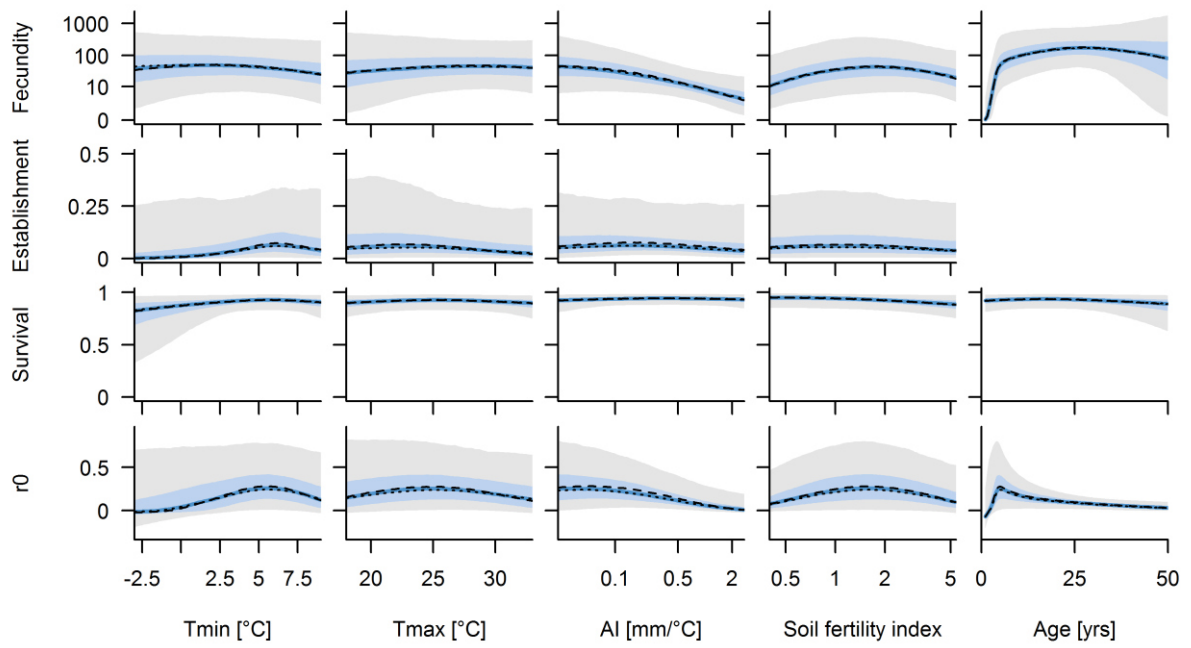 Fecundity
1000
100
10
0
Establishment
0.5
0.25
0
Survival
1
0.5
0
r0
0.5
0
-2.5 2.5 5 7.5 20 25 30 0.1 0.5 2 0.5 1 2 5 0 25 50
Tmin [°C] Tmax [°C] AI [mm/°C] Soil fertility index Age [yrs]